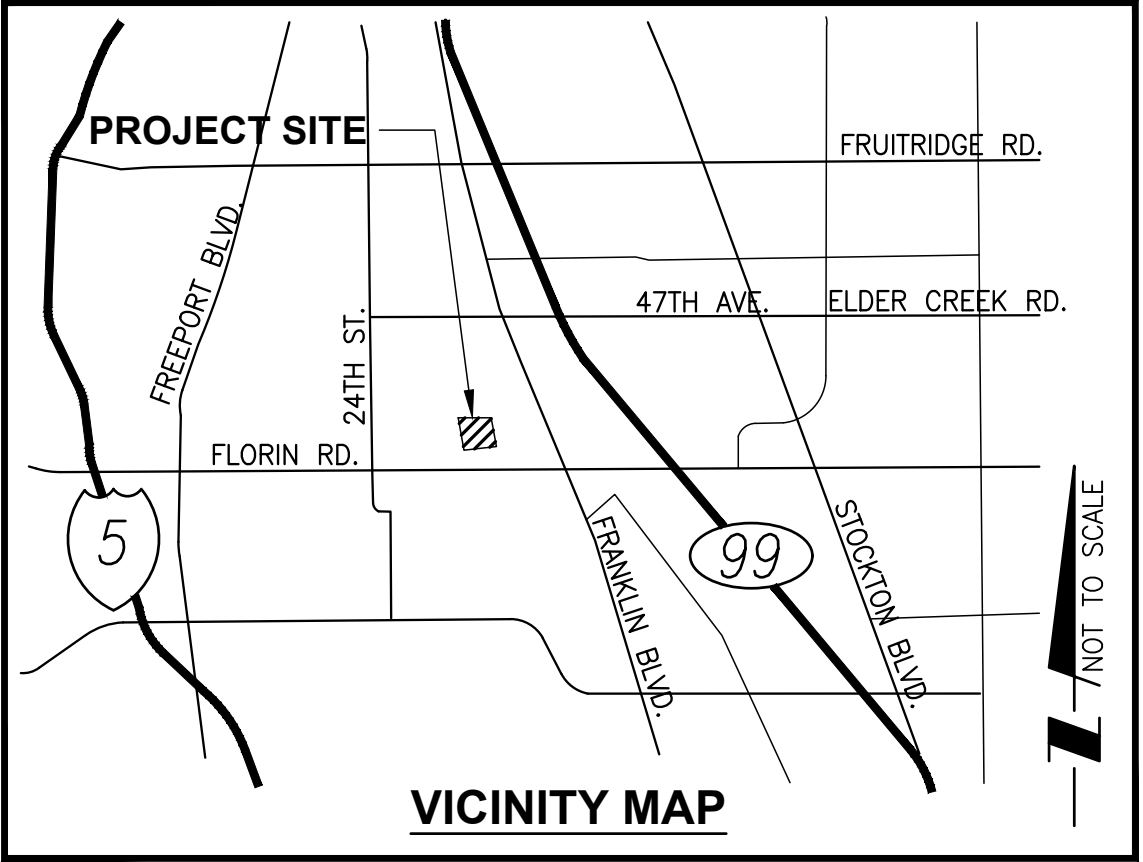 PROJECT SITE
FRUITRIDGE RD.
FREEPORT BLVD.
47TH AVE.
ELDER CREEK RD.
24TH ST.
FLORIN RD.
5
FRANKLIN BLVD.
99
STOCKTON BLVD.
NOT TO SCALE
N
VICINITY MAP